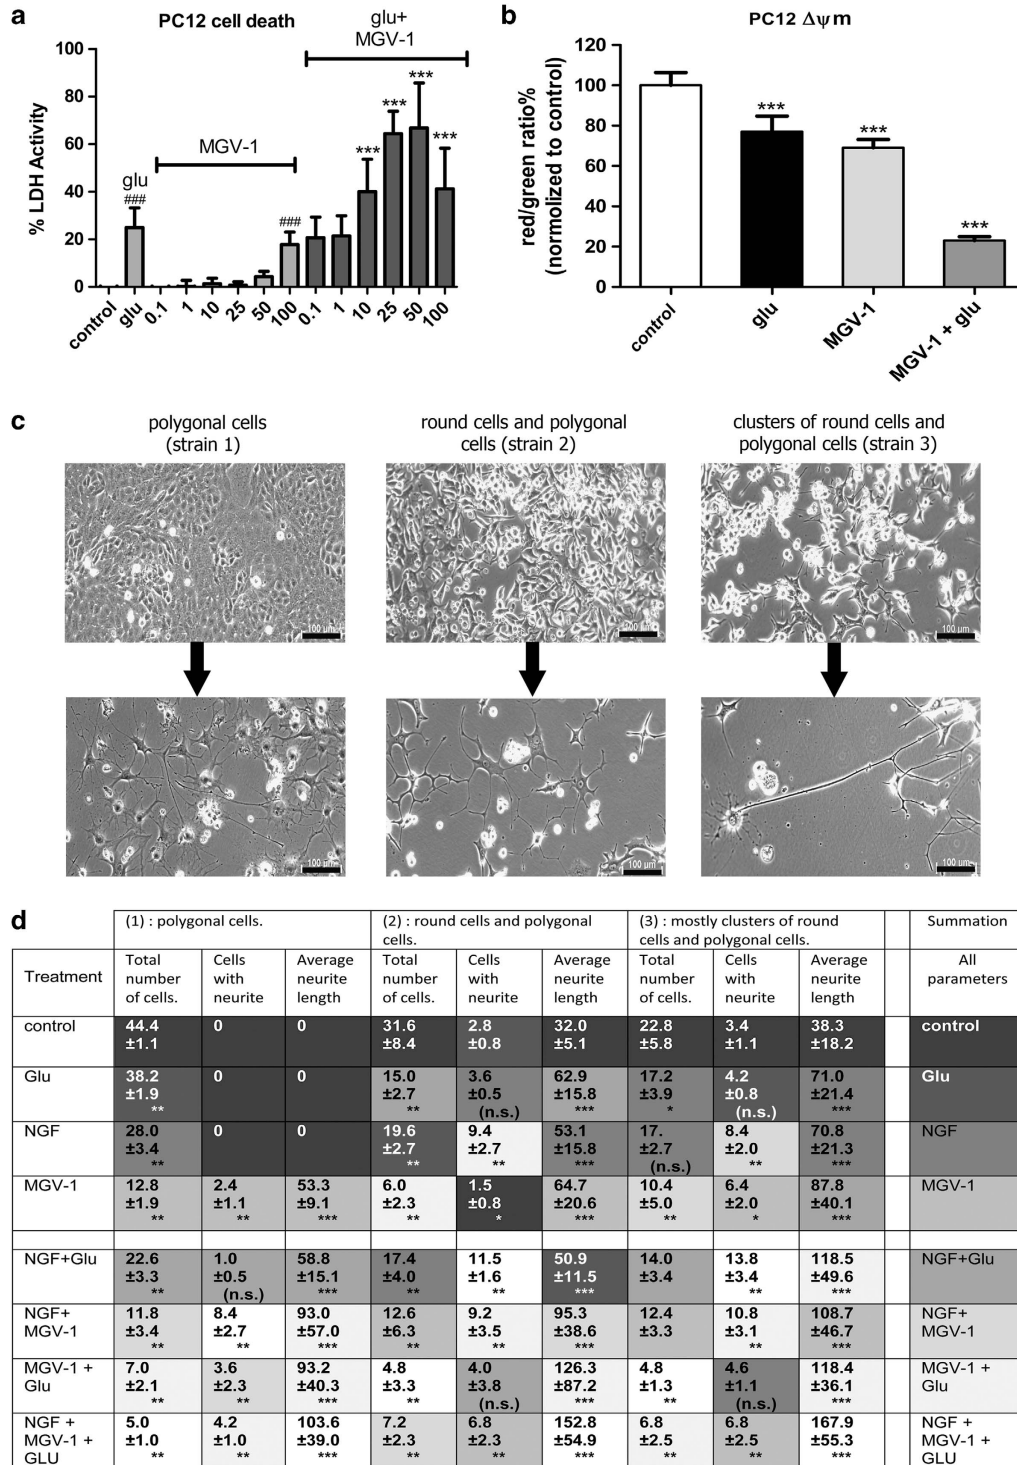 a
PC12 cell death
glu+
MGV-1
% LDH Activity
100
80
60
40
20
0
MGV-1
glu
###
###
***
***
***
***
control
glu
0.1
1
10
25
50
100
0.1
1
10
25
50
100
b
PC12 Δψm
red/green ratio%
(normolized to control)
120
100
80
60
40
20
0
***
***
***
control
glu
MGV-1
MGV-1 + glu
c
polygonal cells
(strain 1)
round cells and polygonal
cells (strain 2)
clusters of round cells and
polygonal cells (strain 3)
100 µm
100 µm
100 µm
100 µm
100 µm
100 µm
d
(1) : polygonal cells.
(2) : round cells and polygonal
cells.
(3) : mostly clusters of round
cells and polygonal cells.
Summation
Treatment
Total number of cells.
Cells with neurite
Average neurite length
Total number of cells.
Cells with neurite
Average neurite length
Total number of cells.
Cells with neurite
Average neurite length
All parameters
control 44.4 0 0 31.6 2.8 32.0 22.8 3.4 38.3 control
±1.1 ±8.4 ±0.8 ±5.1 ±5.8 ±1.1 ±18.2
Glu 38.2 0 0 15.0 3.6 62.9 17.2 4.2 71.0 Glu
±1.9 ±2.7 ±0.5 ±15.8 ±3.9 ±0.8 ±21.4
** ** (n.s.) *** * (n.s.) ***
NGF 28.0 0 0 19.6 9.4 53.1 17. 8.4 70.8 NGF
±3.4 ±2.7 ±2.7 ±15.8 ±2.7 ±2.0 ±21.3
** ** ** *** (n.s.) ** ***
MGV-1 12.8 2.4 53.3 6.0 1.5 64.7 10.4 6.4 87.8 MGV-1
±1.9 ±1.1 ±9.1 ±2.3 ±0.8 ±20.6 ±5.0 ±2.0 ±40.1
** ** *** ** * *** ** * ***
NGF+Glu 22.6 1.0 58.8 17.4 11.5 50.9 14.0 13.8 118.5 NGF+Glu
±3.3 ±0.5 ±15.1 ±4.0 ±1.6 ±11.5 ±3.4 ±3.4 ±49.6
** (n.s.) *** ** ** *** ** ***
NGF+ 11.8 8.4 93.0 12.6 9.2 95.3 12.4 10.8 108.7 NGF+
MGV-1 ±3.4 ±2.7 ±57.0 ±6.3 ±3.5 ±38.6 ±3.3 ±3.1 ±46.7 MGV-1
** ** *** ** ** *** ** ***
MGV-1 + 7.0 3.6 93.2 4.8 4.0 126.3 4.8 4.6 118.4 MGV-1 +
Glu ±2.1 ±2.3 ±40.3 ±3.3 ±3.8 ±87.2 ±1.3 ±1.1 ±36.1 Glu
** ** *** ** (n.s.) *** ** (n.s.) ***
NGF + 5.0 4.2 103.6 7.2 6.8 152.8 6.8 6.8 167.9 NGF +
MGV-1 + ±1.0 ±1.0 ±39.0 ±2.3 ±2.3 ±54.9 ±2.5 ±2.5 ±55.3 MGV-1 +
GLU ** ** *** ** ** *** ** ** *** GLU